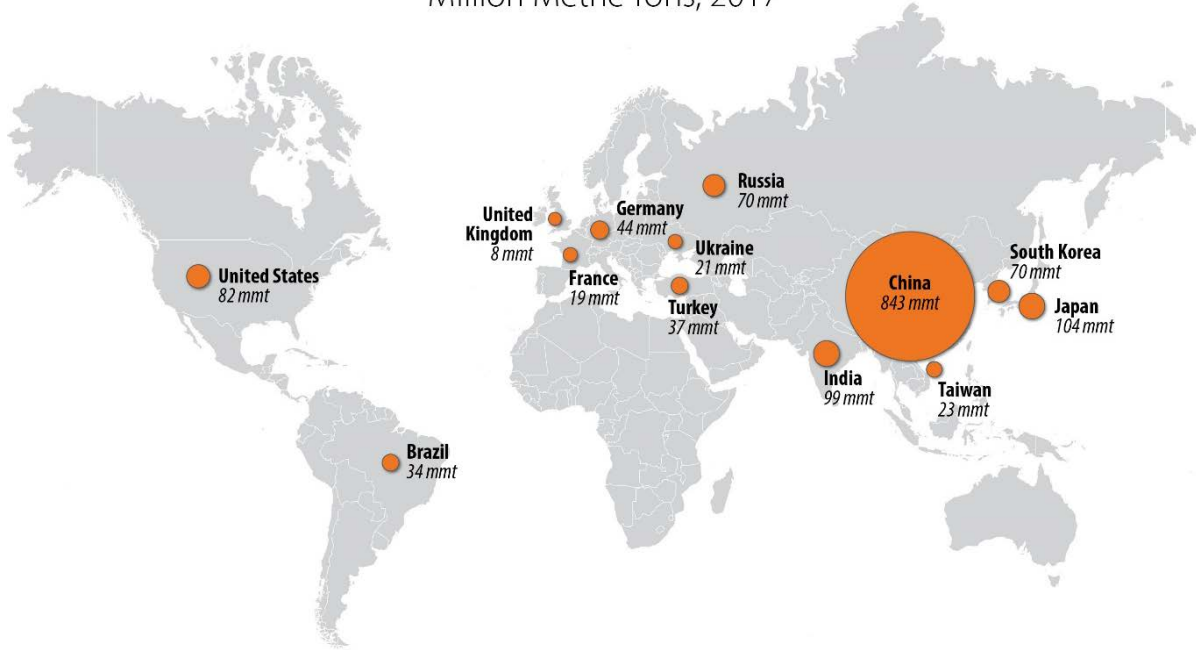 Million Metric Tons, 2017
Russia
70 mmt
United
Kingdom
8 mmt
Germany
44 mmt
Ukraine
21 mmt
France
19 mmt
Turkey
37 mmt
United States
82 mmt
China
843 mmt
South Korea
70 mmt
Japan
104 mmt
India
99 mmt
Taiwan
23 mmt
Brazil
34 mmt